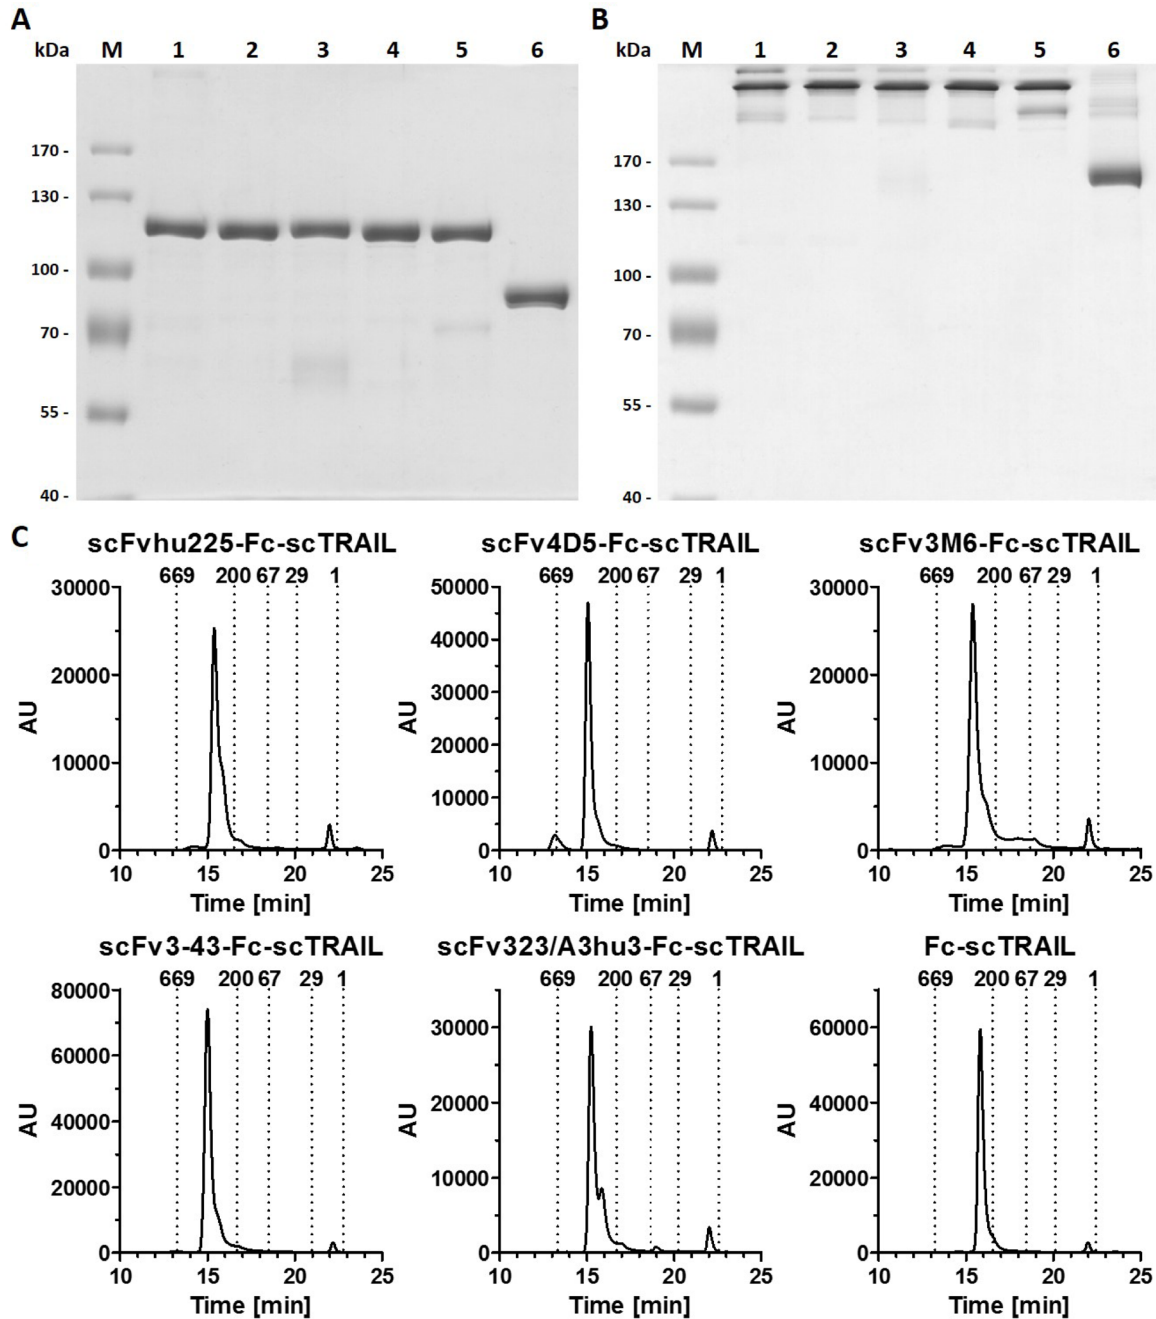 A
kDa M 1 2 3 4 5 6
170 -
130 -
100 -
70 -
55 -
40 -
B
kDa M 1 2 3 4 5 6
170 -
130 -
100 -
70 -
55 -
40 -
C
scFvhu225-Fc-scTRAIL
669 200 67 29 1
30000
20000
10000
0
AU
10 15 20 25
Time [min]
scFv4D5-Fc-scTRAIL
669 200 67 29 1
50000
40000
30000
20000
10000
0
AU
10 15 20 25
Time [min]
scFv3M6-Fc-scTRAIL
669 200 67 29 1
30000
20000
10000
0
AU
10 15 20 25
Time [min]
scFv3-43-Fc-scTRAIL
669 200 67 29 1
80000
60000
40000
20000
0
AU
10 15 20 25
Time [min]
scFv323/A3hu3-Fc-scTRAIL
669 200 67 29 1
30000
20000
10000
0
AU
10 15 20 25
Time [min]
Fc-scTRAIL
669 200 67 29 1
60000
40000
20000
0
AU
10 15 20 25
Time [min]